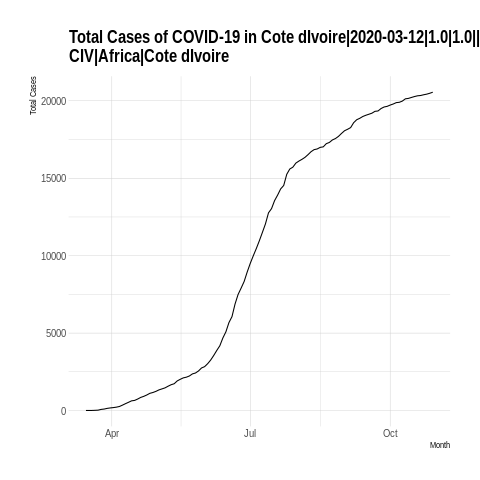 Total Cases of COVID-19 in Cote dIvoire|2020-03-12|1.0|1.0||
CIV|Africa|Cote dIvoire
Total Cases
20000
15000
10000
5000
0
Apr
Jul
Oct
Month